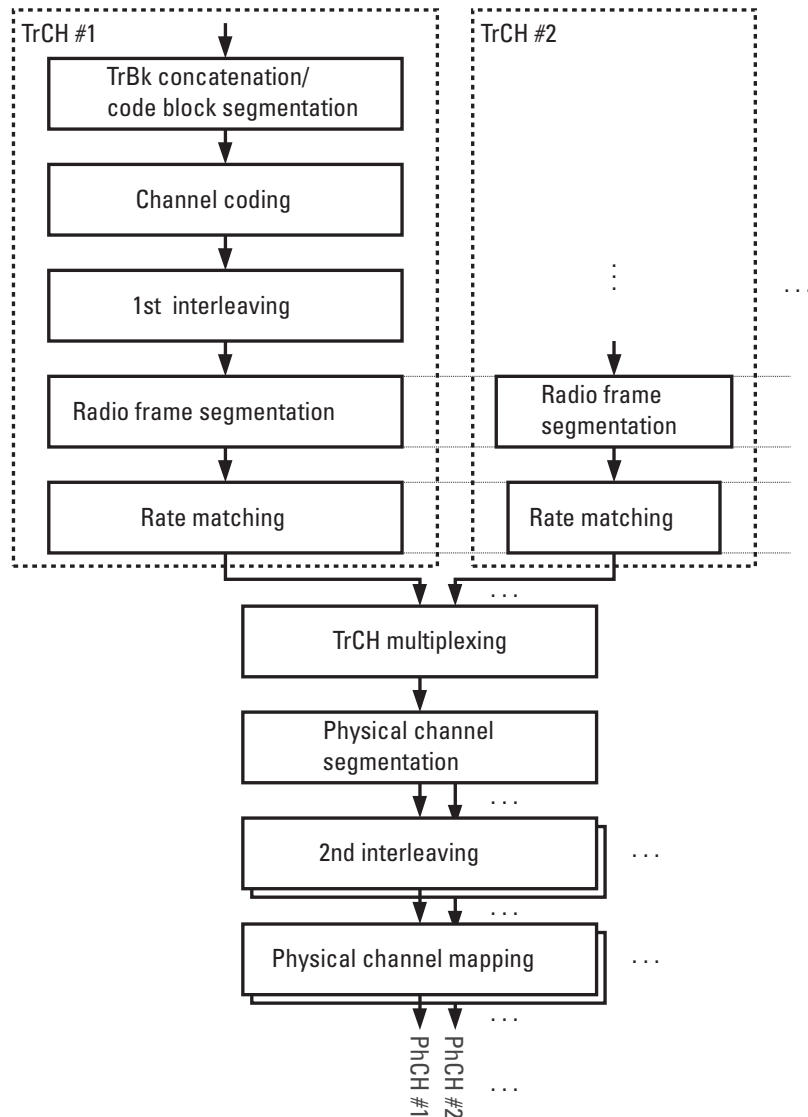 TrCH #1
TrBk concatenation/
code block segmentation
Channel coding
1st interleaving
Radio frame segmentation
Rate matching
TrCH #2
. . .
. . .
Radio frame
segmentation
Rate matching
. . .
TrCH multiplexing
Physical channel
segmentation
. . .
2nd interleaving
. . .
. . .
Physical channel mapping
. . .
. . .
PhCH #1
PhCH #2
. . .